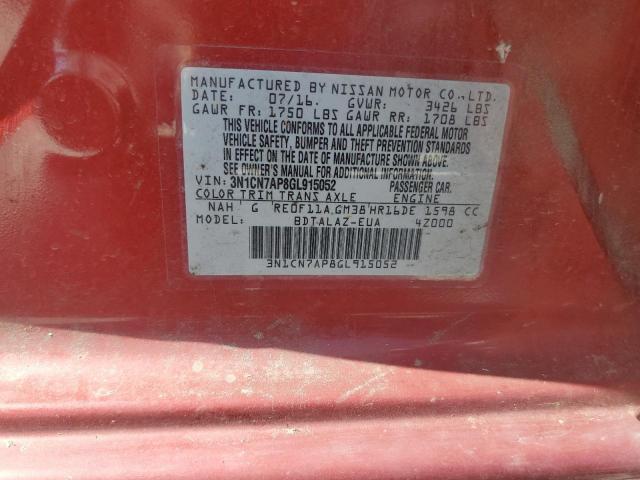 MANUFACTURED BY NISSAN MOTOR CO., LTD.
DATE: 07/16. GVWR: 3426 LBS
GAWR FR: 1750 LBS GAWR RR: 1708 LBS
THIS VEHICLE CONFORMS TO ALL APPLICABLE FEDERAL MOTOR
VEHICLE SAFETY, BUMPER AND THEFT PREVENTION STANDARDS
IN EFFECT ON THE DATE OF MANUFACTURE SHOWN ABOVE.
SEE OWNER'S MANUAL FOR ADDITIONAL INFORMATION.
VIN: 3N1CN7AP8GL915052 PASSENGER CAR.
COLOR TRIM TRANS AXLE ENGINE
NAH G RE0F11A GM38 HR16DE 1598 CC
MODEL: BDTALAZ-EUA 4Z000
3N1CN7AP8GL915052